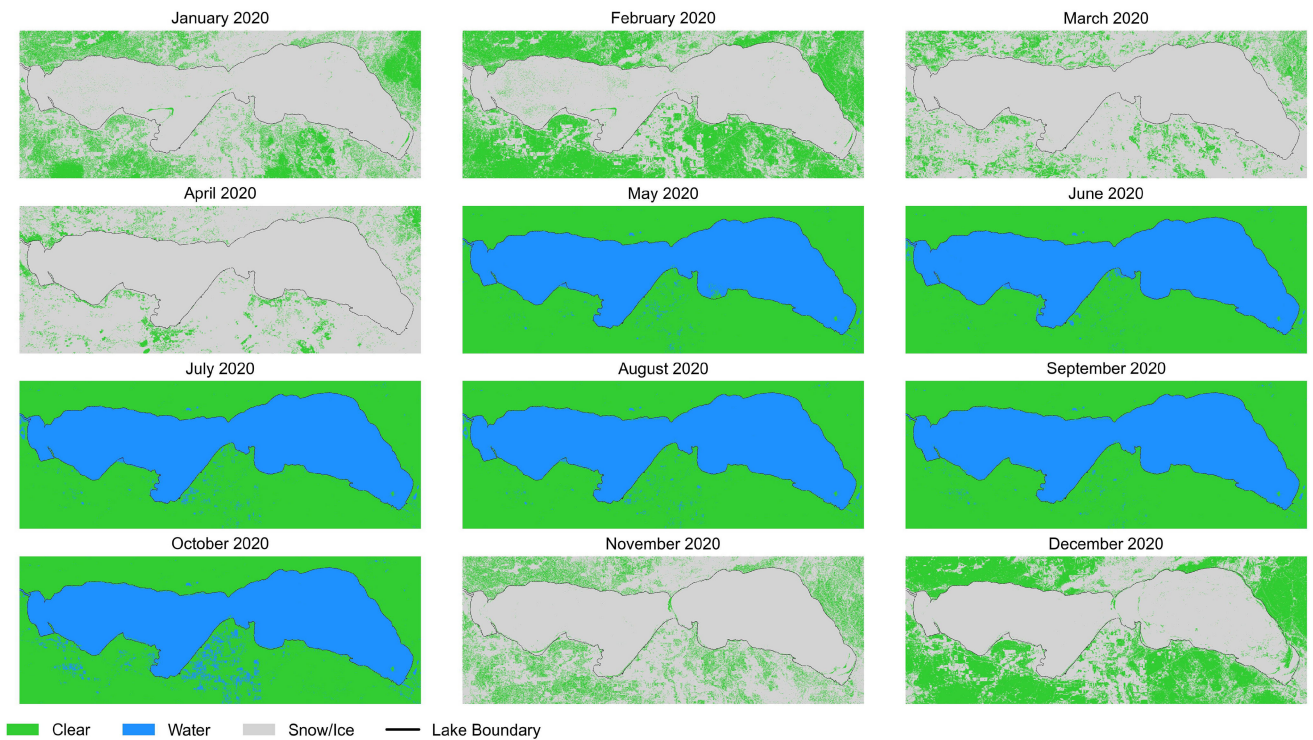 January 2020
February 2020
March 2020
April 2020
May 2020
June 2020
July 2020
August 2020
September 2020
October 2020
November 2020
December 2020
Clear Water Snow/Ice Lake Boundary